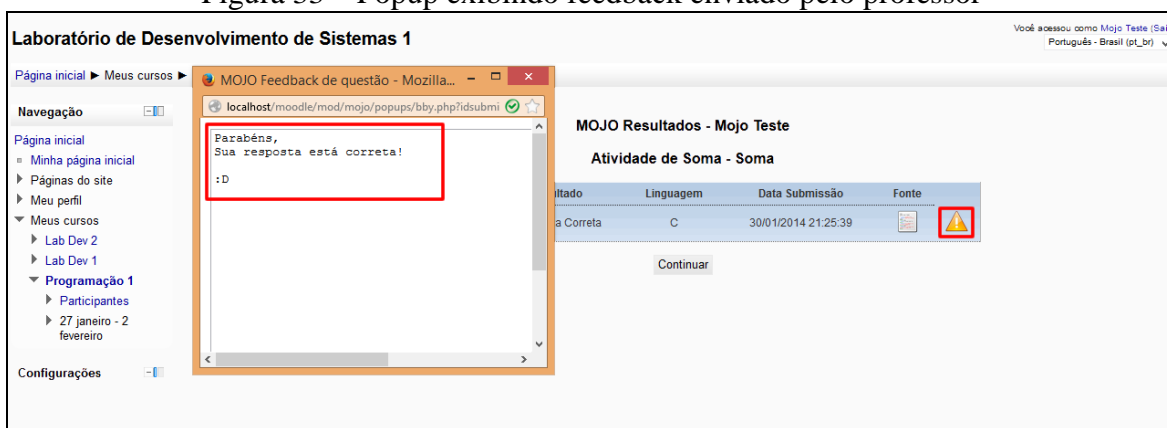 Figura 33 – Popup exibindo feedback enviado pelo professor
Laboratório de Desenvolvimento de Sistemas 1
Você acessou como Mojo Teste (Sai
Português - Brasil (pt_br)
Página inicial ► Meus cursos ►
MOJO Feedback de questão - Mozilla...
localhost/moodle/mod/mojo/popups/bby.php?idsubmi
Parabéns,
Sua resposta está correta!
:D
Navegação
Página inicial
Minha página inicial
Páginas do site
Meu perfil
Meus cursos
Lab Dev 2
Lab Dev 1
Programação 1
Participantes
27 janeiro - 2
fevereiro
Configurações
MOJO Resultados - Mojo Teste
Atividade de Soma - Soma
ltado Linguagem Data Submissão Fonte
a Correta C 30/01/2014 21:25:39
Continuar